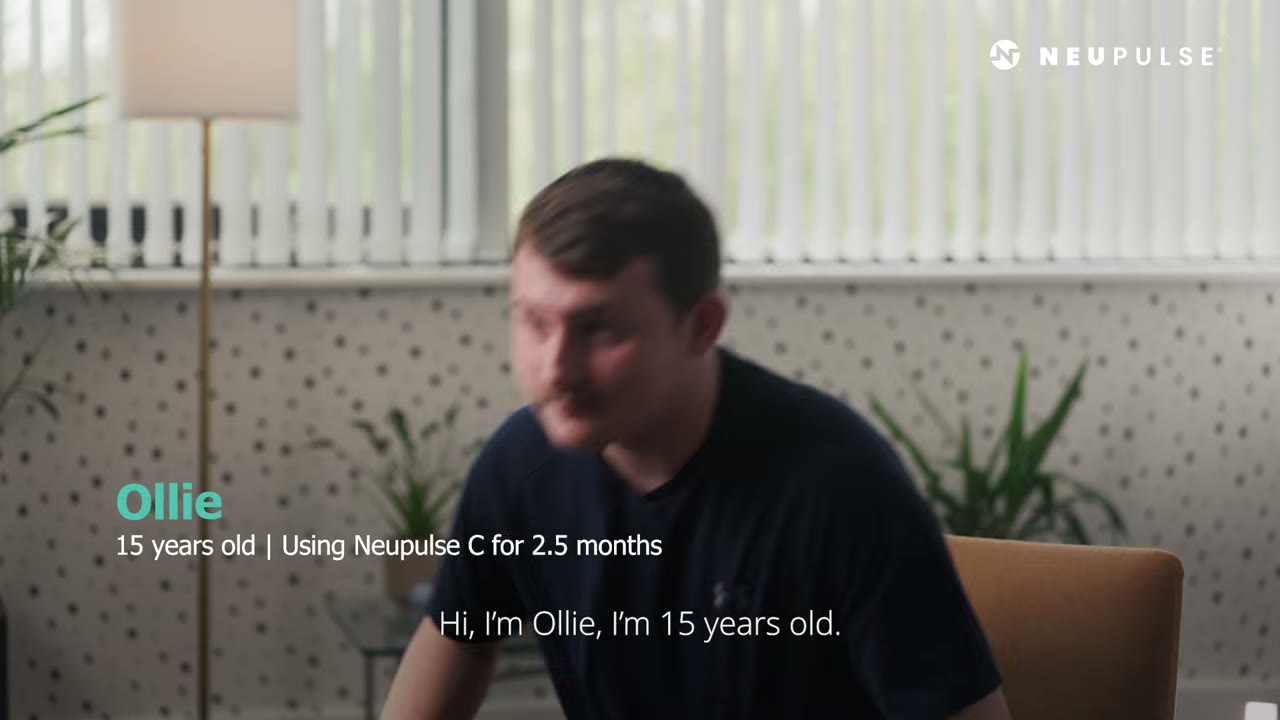 NEUPULSE
Ollie
15 years old | Using Neupulse C for 2.5 months
Hi, I'm Ollie, I'm 15 years old.